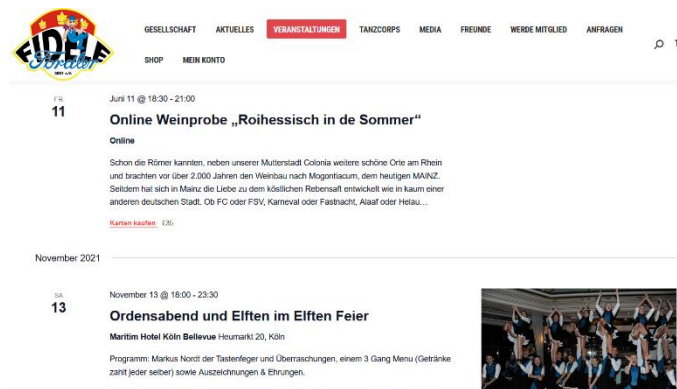 FIDELE
Fordler
GESELLSCHAFT AKTUELLES VERANSTALTUNGEN TANZCORPS MEDIA FREUNDE WERDE MITGLIED ANFRAGEN
SHOP MEIN KONTO
FR
11
Juni 11 @ 18:30 - 21:00
Online Weinprobe „Roihessisch in de Sommer“
Online
Schon die Römer kannten, neben unserer Mutterstadt Colonia weitere schöne Orte am Rhein
und brachten vor über 2.000 Jahren den Weinbau nach Mogontiacum, dem heutigen MAINZ.
Seitdem hat sich in Mainz die Liebe zu dem köstlichen Rebensaft entwickelt wie in kaum einer
anderen deutschen Stadt. Ob FC oder FSV, Karneval oder Fastnacht, Alaaf oder Helau…
Karten kaufen €36
November 2021
SA
13
November 13 @ 18:00 - 23:30
Ordensabend und Elften im Elften Feier
Maritim Hotel Köln Bellevue Heumarkt 20, Köln
Programm: Markus Nordt der Tastenfeger und Überraschungen, einem 3 Gang Menu (Getränke
zahlt jeder selber) sowie Auszeichnungen & Ehrungen.